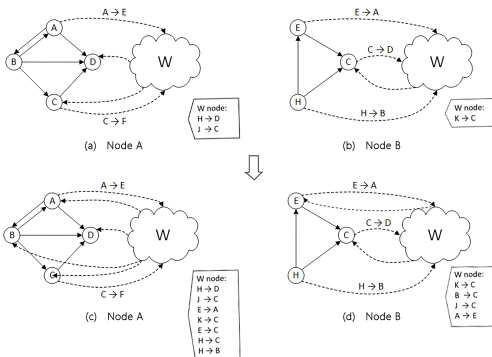 A → E
A
B
D
C
W
C → F
W node:
H → D
J → C
(a) Node A
E → A
E
C → D
C
W
H
H → B
W node:
K → C
(b) Node B
A → E
A
B
D
W
C
C → F
W node:
H → D
J → C
E → A
K → C
E → C
H → C
H → B
(c) Node A
E → A
E
C → D
C
W
H
H → B
W node:
K → C
B → C
J → C
A → E
(d) Node B